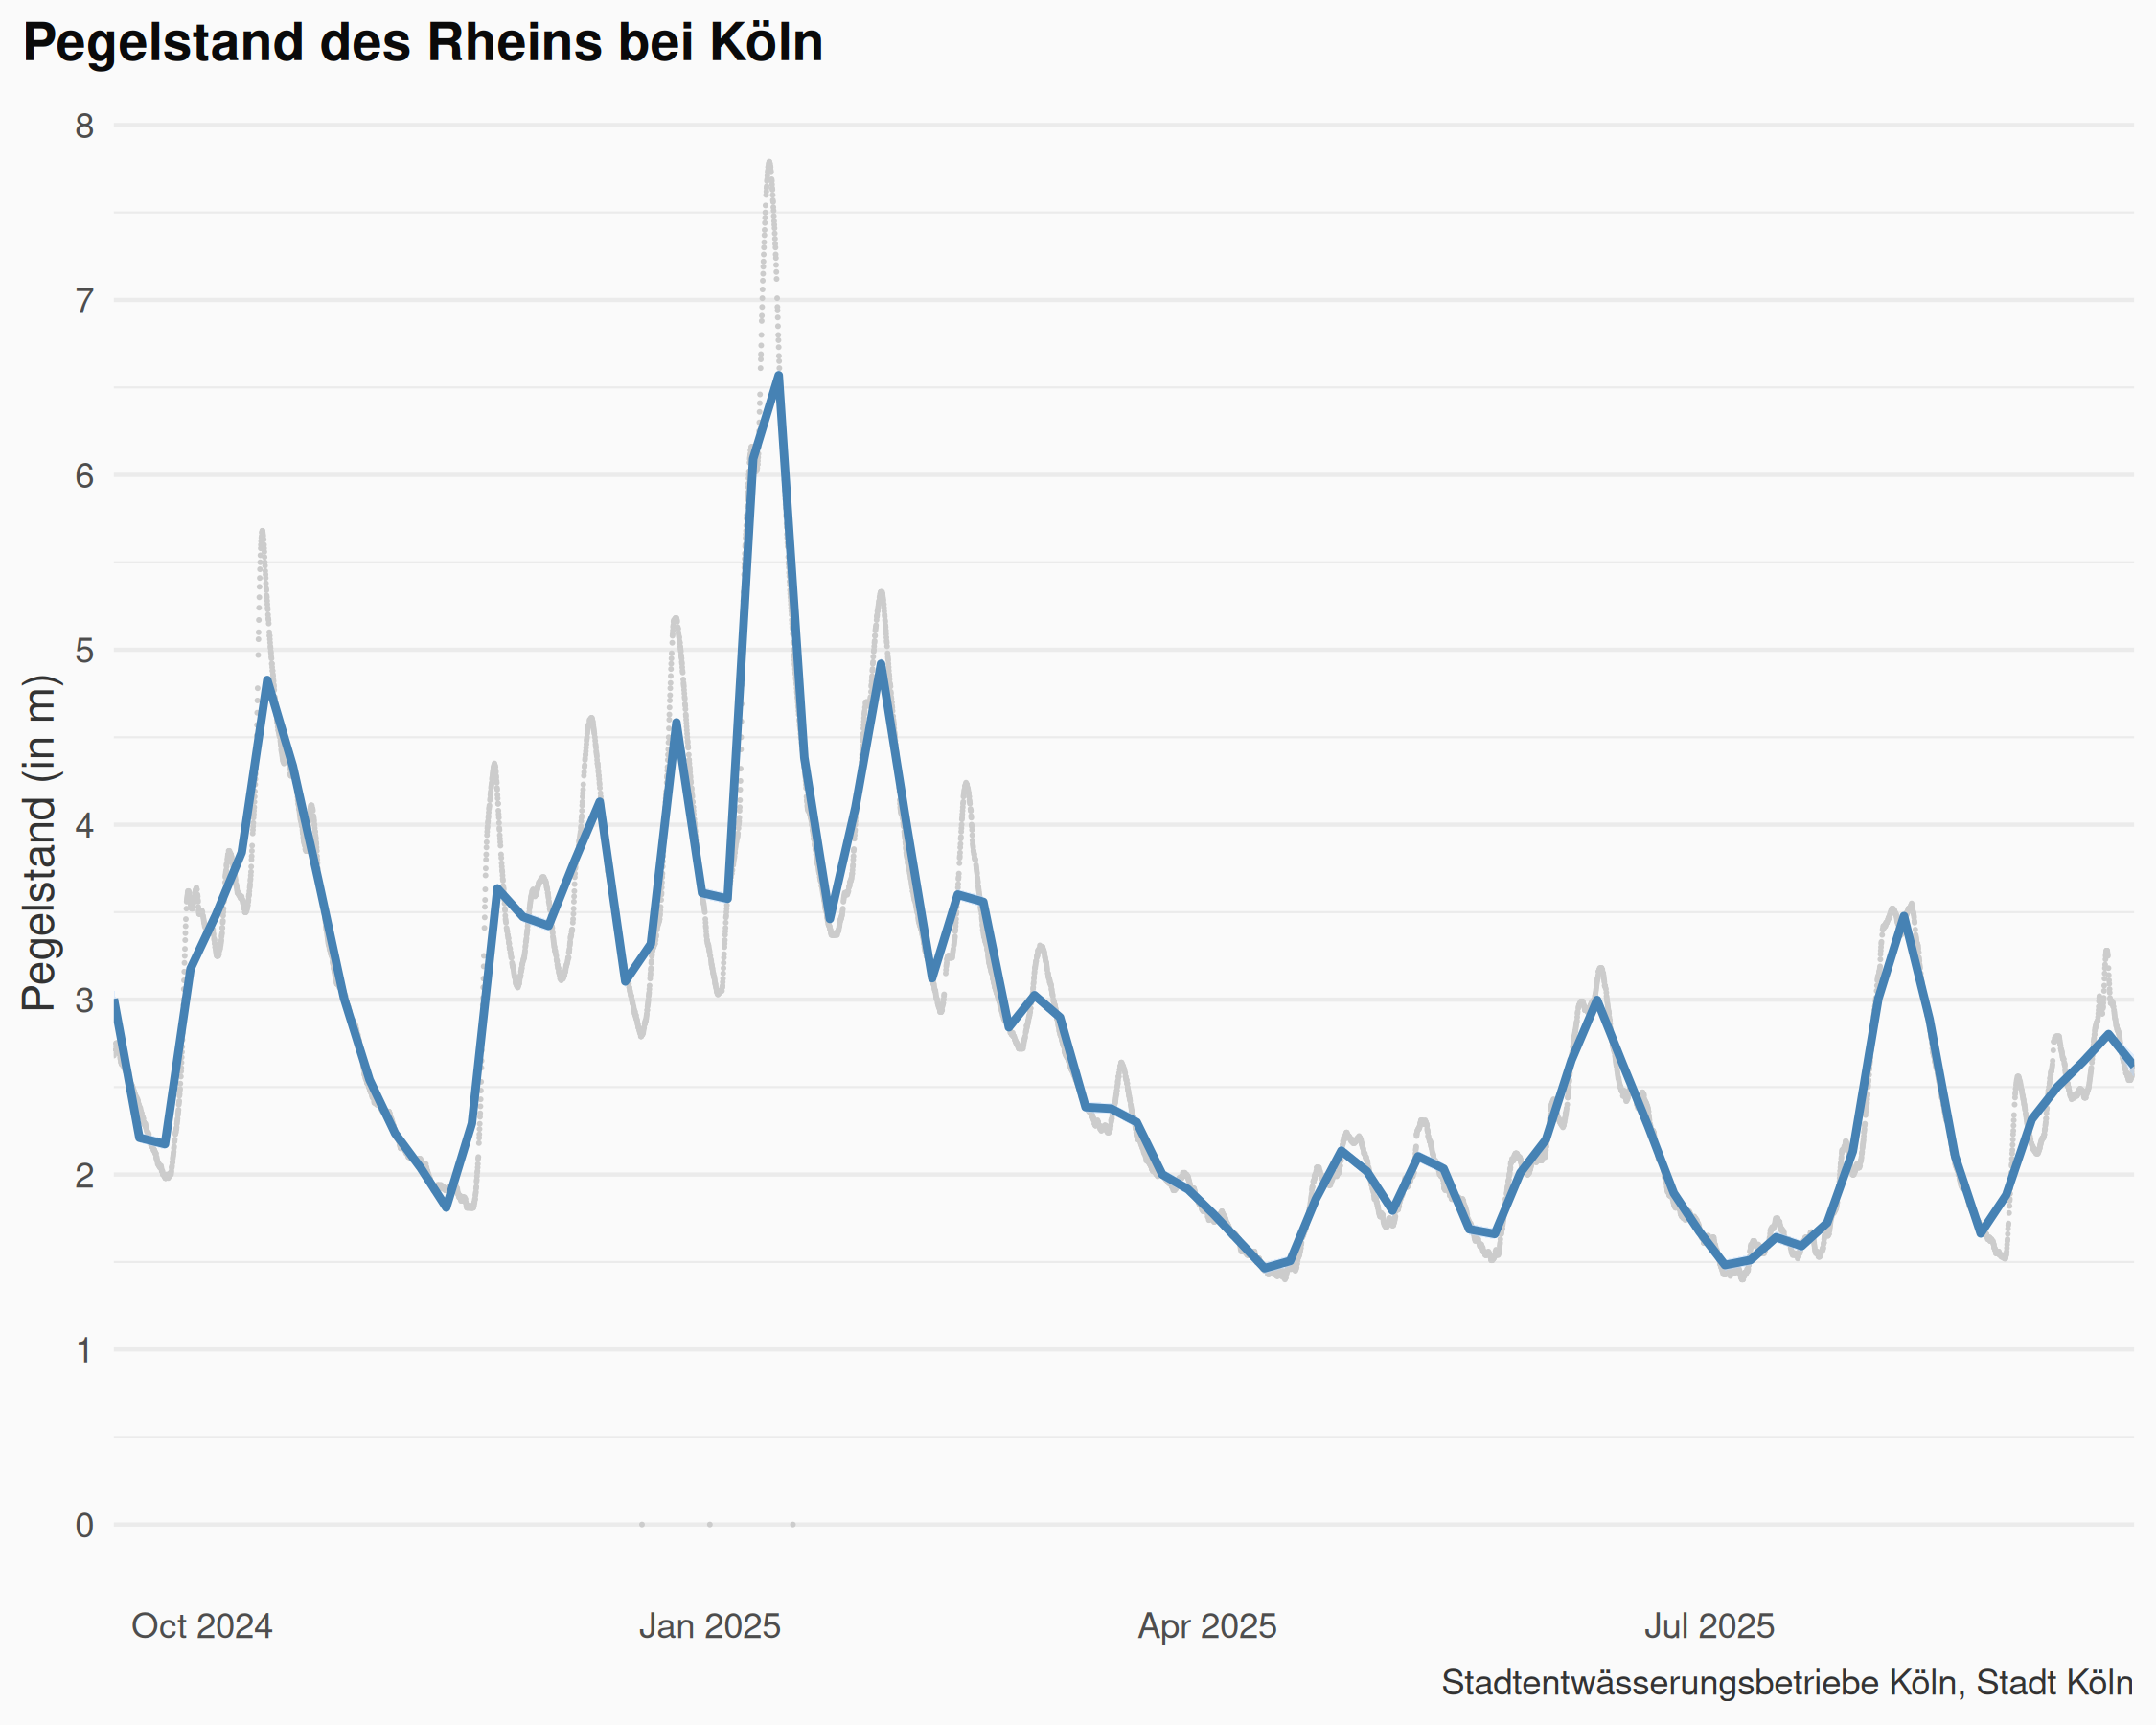 Pegelstand des Rheins bei Köln
Pegelstand (in m)
8
7
6
5
4
3
2
1
0
Oct 2024
Jan 2025
Apr 2025
Jul 2025
Stadtentwässerungsbetriebe Köln, Stadt Köln